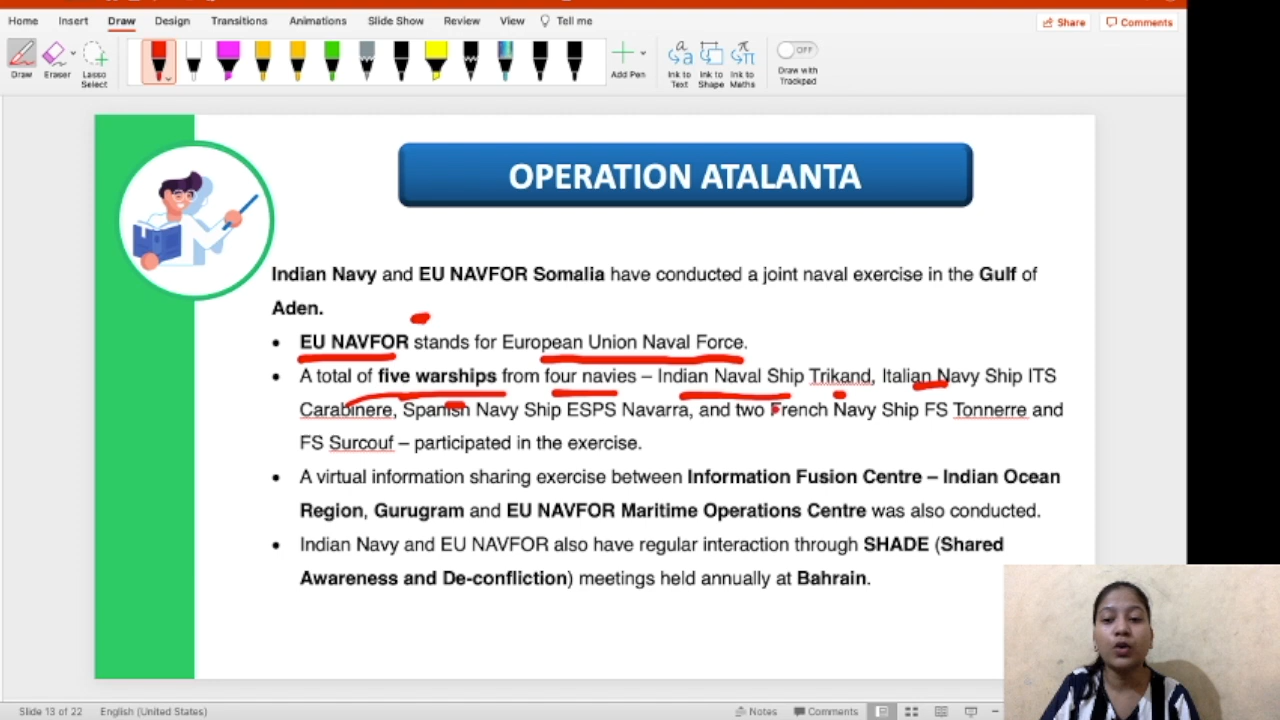 Home Insert Draw Design Transitions Animations Slide Show Review View Tell me Share Comments
Draw Eraser Lasso Select Add Pen Ink to Text Ink to Shape Ink to Maths OFF Draw with Trackpad
OPERATION ATALANTA
Indian Navy and EU NAVFOR Somalia have conducted a joint naval exercise in the Gulf of
Aden.
• EU NAVFOR stands for European Union Naval Force.
• A total of five warships from four navies – Indian Naval Ship Trikand, Italian Navy Ship ITS
Carabinere, Spanish Navy Ship ESPS Navarra, and two French Navy Ship FS Tonnerre and
FS Surcouf – participated in the exercise.
• A virtual information sharing exercise between Information Fusion Centre – Indian Ocean
Region, Gurugram and EU NAVFOR Maritime Operations Centre was also conducted.
• Indian Navy and EU NAVFOR also have regular interaction through SHADE (Shared
Awareness and De-confliction) meetings held annually at Bahrain.
Slide 13 of 22 English (United States) Notes Comments